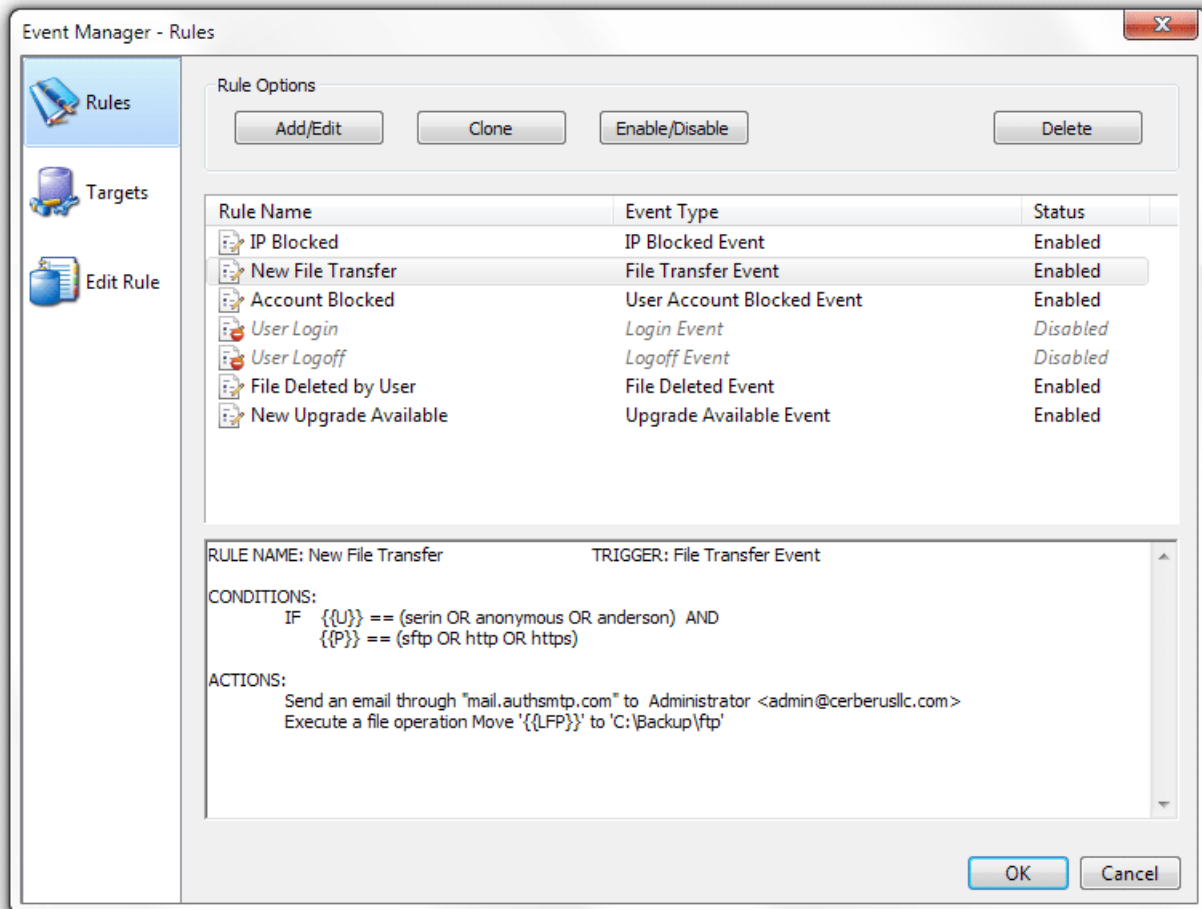 Event Manager - Rules
Rules
Targets
Edit Rule
Rule Options
Add/Edit Clone Enable/Disable Delete
Rule Name Event Type Status
IP Blocked IP Blocked Event Enabled
New File Transfer File Transfer Event Enabled
Account Blocked User Account Blocked Event Enabled
User Login Login Event Disabled
User Logoff Logoff Event Disabled
File Deleted by User File Deleted Event Enabled
New Upgrade Available Upgrade Available Event Enabled
RULE NAME: New File Transfer TRIGGER: File Transfer Event
CONDITIONS:
IF {{U}} == (serin OR anonymous OR anderson) AND
{{P}} == (sftp OR http OR https)
ACTIONS:
Send an email through "mail.authsmtp.com" to Administrator <admin@cerberusllc.com>
Execute a file operation Move '{{LFP}}' to 'C:\Backup\ftp'
OK Cancel